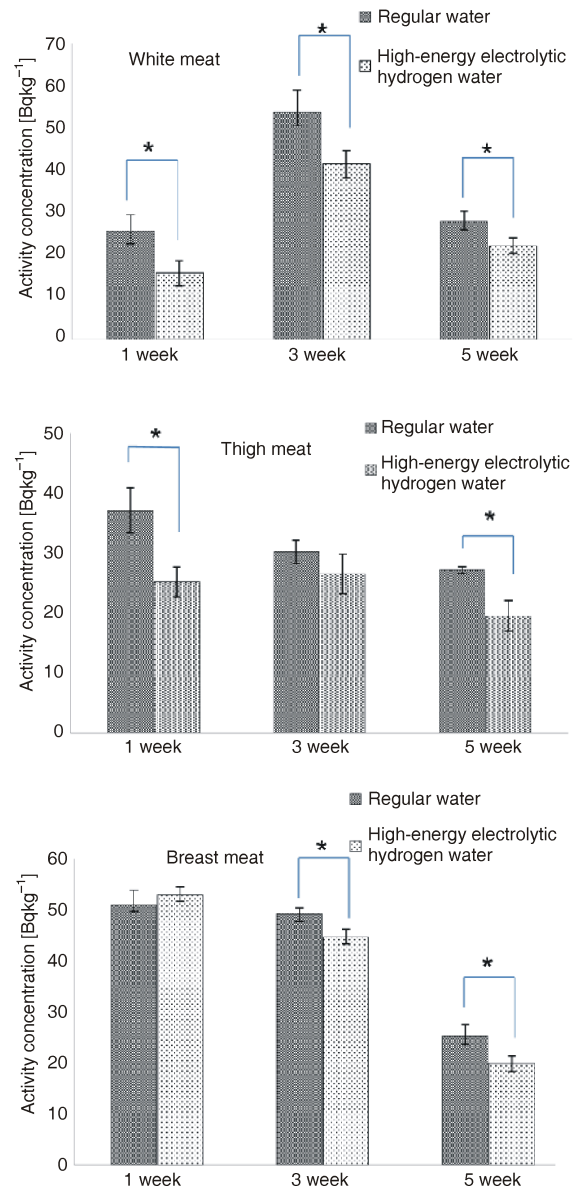 Regular water
High-energy electrolytic
hydrogen water
White meat
Activity concentration [Bqkg⁻¹]
70
60
50
40
30
20
10
0
*
*
*
1 week
3 week
5 week
Regular water
High-energy electrolytic
hydrogen water
Thigh meat
Activity concentration [Bqkg⁻¹]
50
40
30
20
10
0
*
*
1 week
3 week
5 week
Regular water
High-energy electrolytic
hydrogen water
Breast meat
Activity concentration [Bqkg⁻¹]
60
50
40
30
20
10
0
*
*
1 week
3 week
5 week